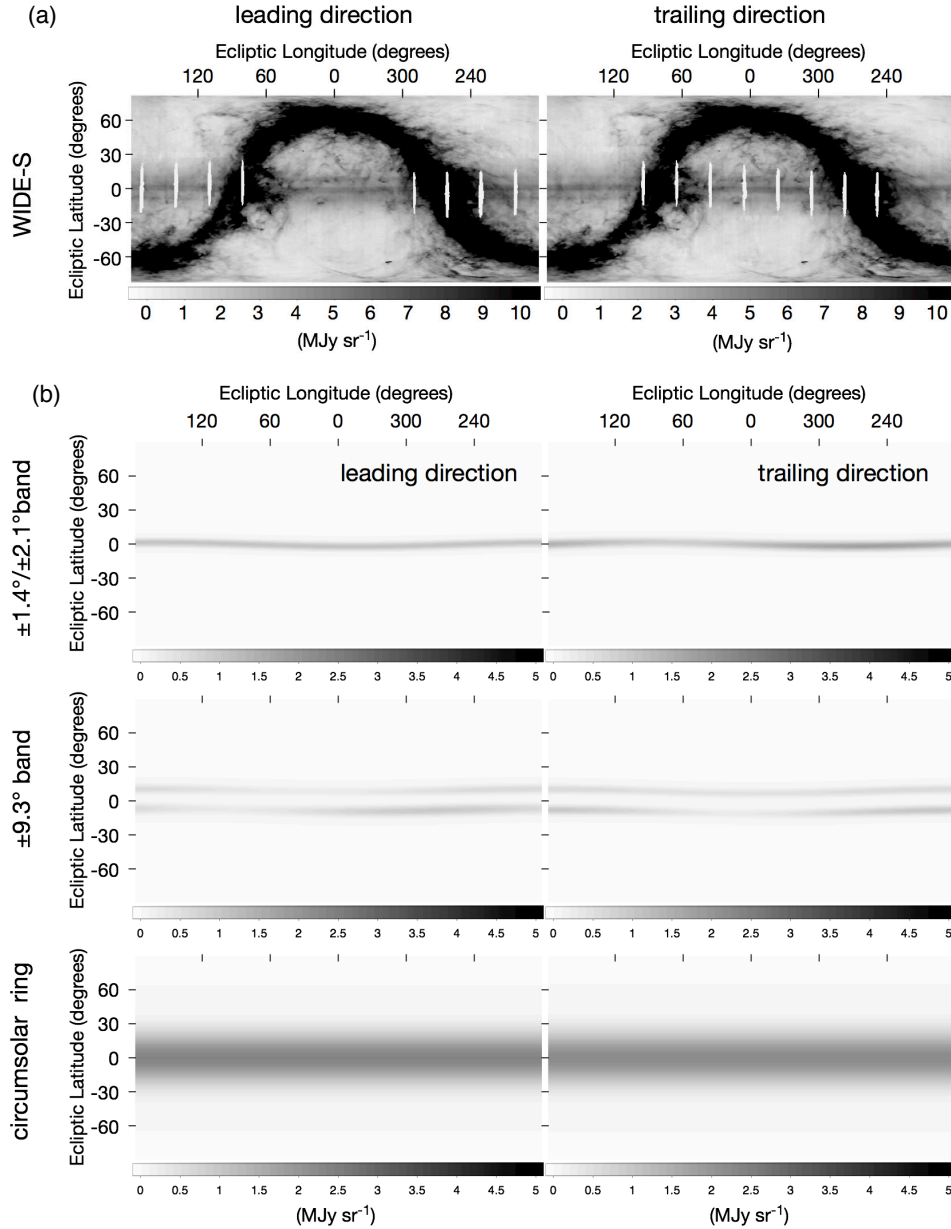 (a)
leading direction
trailing direction
Ecliptic Longitude (degrees)
Ecliptic Longitude (degrees)
120 60 0 300 240
120 60 0 300 240
WIDE-S
Ecliptic Latitude (degrees)
60
30
0
-30
-60
0 1 2 3 4 5 6 7 8 9 10
0 1 2 3 4 5 6 7 8 9 10
(MJy sr-1)
(MJy sr-1)
(b)
Ecliptic Longitude (degrees)
Ecliptic Longitude (degrees)
120 60 0 300 240
120 60 0 300 240
±1.4°/±2.1°band
Ecliptic Latitude (degrees)
60
30
0
-30
-60
leading direction
trailing direction
0 0.5 1 1.5 2 2.5 3 3.5 4 4.5 5
0 0.5 1 1.5 2 2.5 3 3.5 4 4.5 5
±9.3° band
Ecliptic Latitude (degrees)
60
30
0
-30
-60
0 0.5 1 1.5 2 2.5 3 3.5 4 4.5 5
0 0.5 1 1.5 2 2.5 3 3.5 4 4.5 5
circumsolar ring
Ecliptic Latitude (degrees)
60
30
0
-30
-60
0 0.5 1 1.5 2 2.5 3 3.5 4 4.5 5
0 0.5 1 1.5 2 2.5 3 3.5 4 4.5 5
(MJy sr-1)
(MJy sr-1)